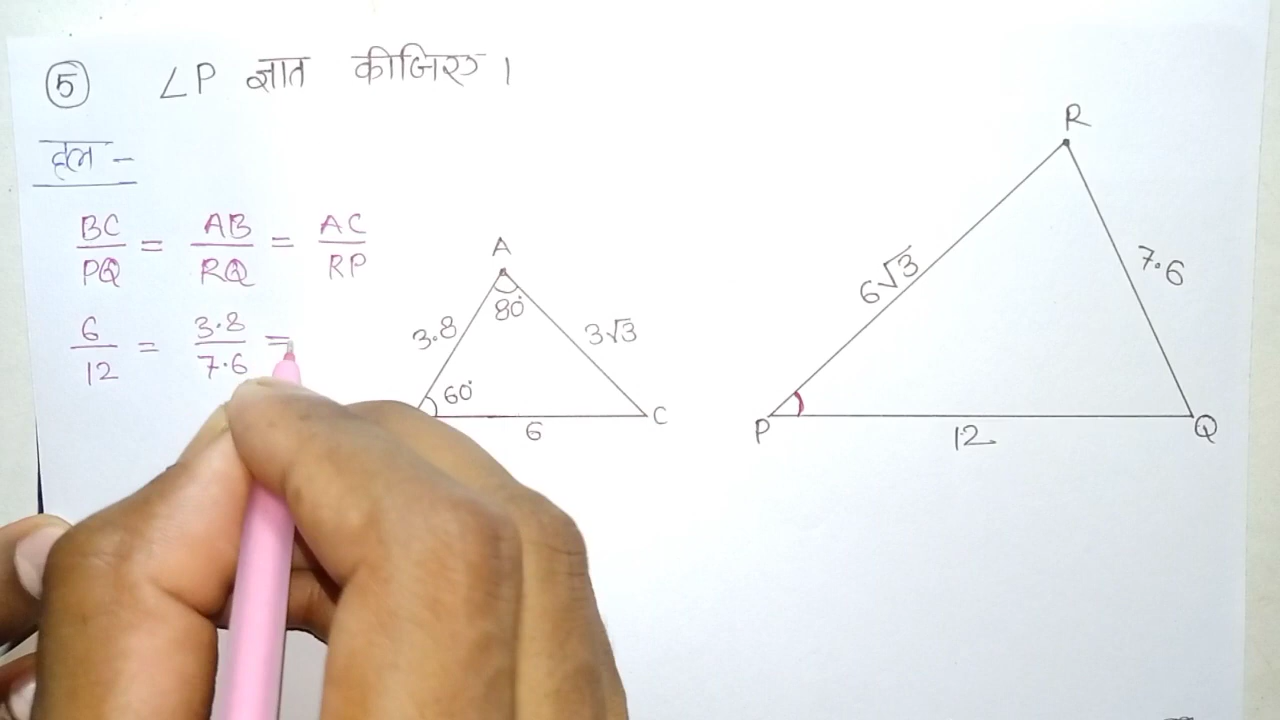 5 ∠P ज्ञात कीजिए।
हल -
BC/PQ = AB/RQ = AC/RP
6/12 = 3.8/7.6 =
A
80°
3.8
3√3
60°
6
C
R
6√3
7.6
P
12
Q